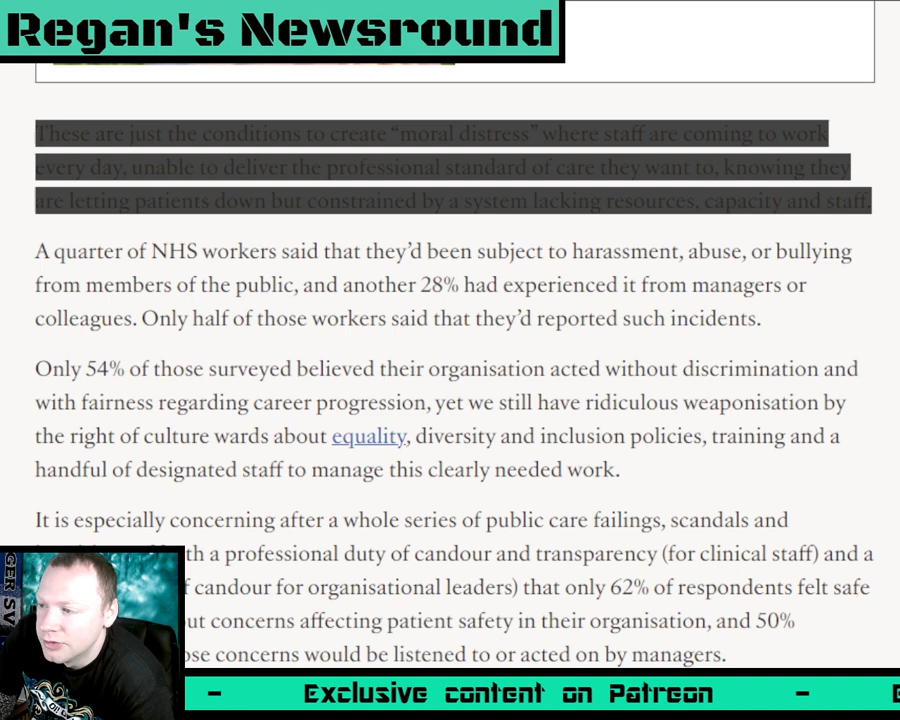 Regan's Newsround
These are just the conditions to create “moral distress” where staff are coming to work
every day, unable to deliver the professional standard of care they want to, knowing they
are letting patients down but constrained by a system lacking resources, capacity and staff.
A quarter of NHS workers said that they’d been subject to harassment, abuse, or bullying
from members of the public, and another 28% had experienced it from managers or
colleagues. Only half of those workers said that they’d reported such incidents.
Only 54% of those surveyed believed their organisation acted without discrimination and
with fairness regarding career progression, yet we still have ridiculous weaponisation by
the right of culture wards about equality, diversity and inclusion policies, training and a
handful of designated staff to manage this clearly needed work.
It is especially concerning after a whole series of public care failings, scandals and
th a professional duty of candour and transparency (for clinical staff) and a
f candour for organisational leaders) that only 62% of respondents felt safe
ut concerns affecting patient safety in their organisation, and 50%
ose concerns would be listened to or acted on by managers.
- Exclusive content on Patreon -